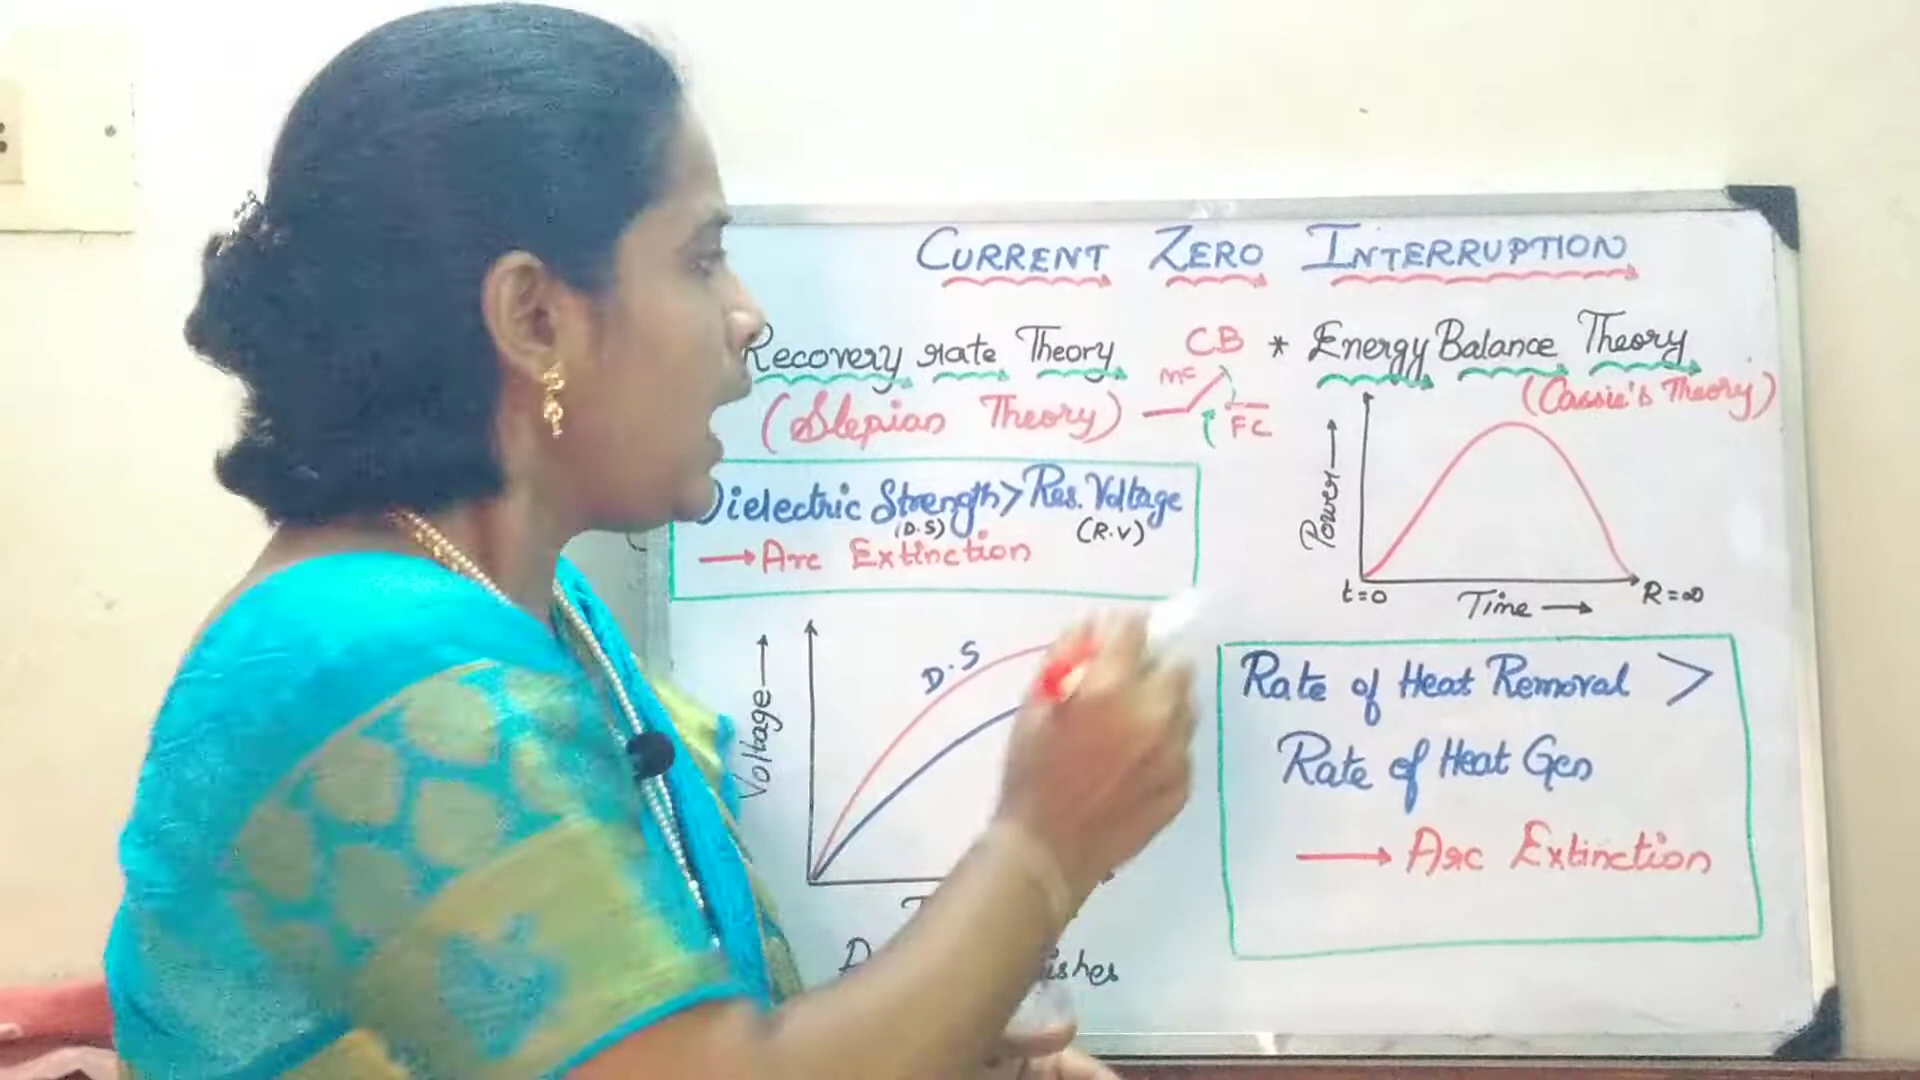 CURRENT ZERO INTERRUPTION
Recovery rate Theory
(Slepian Theory)
C.B
MC
FC
Dielectric Strength > Res. Voltage
(D.S) (R.V)
→ Arc Extinction
Voltage →
D.S
* Energy Balance Theory
(Cassie's Theory)
Power →
t=0 Time → R=∞
Rate of Heat Removal >
Rate of Heat Gen
→ Arc Extinction